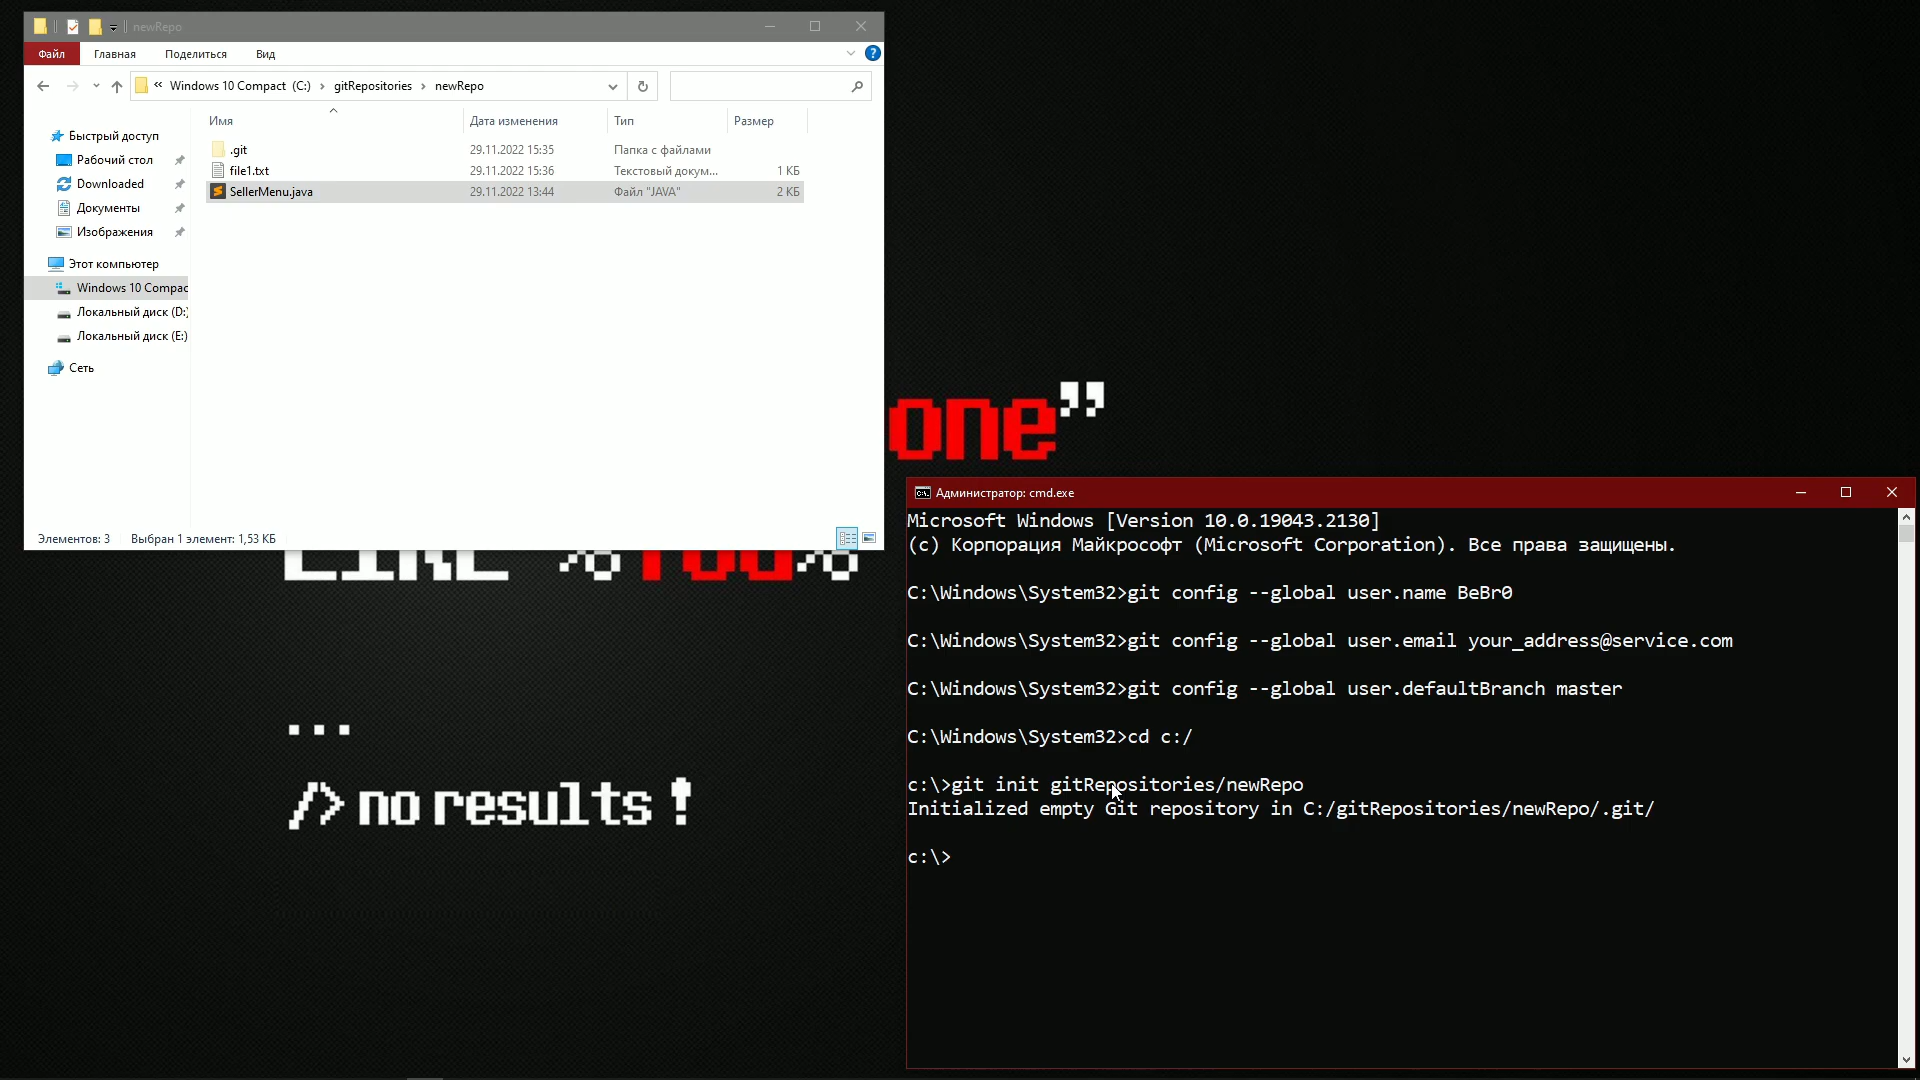 newRepo
Файл Главная Поделиться Вид
« Windows 10 Compact (C:) › gitRepositories › newRepo
Имя Дата изменения Тип Размер
.git 29.11.2022 15:35 Папка с файлами
file1.txt 29.11.2022 15:36 Текстовый докум... 1 КБ
SellerMenu.java 29.11.2022 13:44 Файл "JAVA" 2 КБ
Быстрый доступ
Рабочий стол
Downloaded
Документы
Изображения
Этот компьютер
Windows 10 Compac
Локальный диск (D:)
Локальный диск (E:)
Сеть
Элементов: 3 Выбран 1 элемент: 1,53 КБ
one”
LIKE %YOU%
...
/> no results !
Администратор: cmd.exe
Microsoft Windows [Version 10.0.19043.2130]
(c) Корпорация Майкрософт (Microsoft Corporation). Все права защищены.
C:\Windows\System32>git config --global user.name BeBr0
C:\Windows\System32>git config --global user.email your_address@service.com
C:\Windows\System32>git config --global user.defaultBranch master
C:\Windows\System32>cd c:/
c:\>git init gitRepositories/newRepo
Initialized empty Git repository in C:/gitRepositories/newRepo/.git/
c:\>